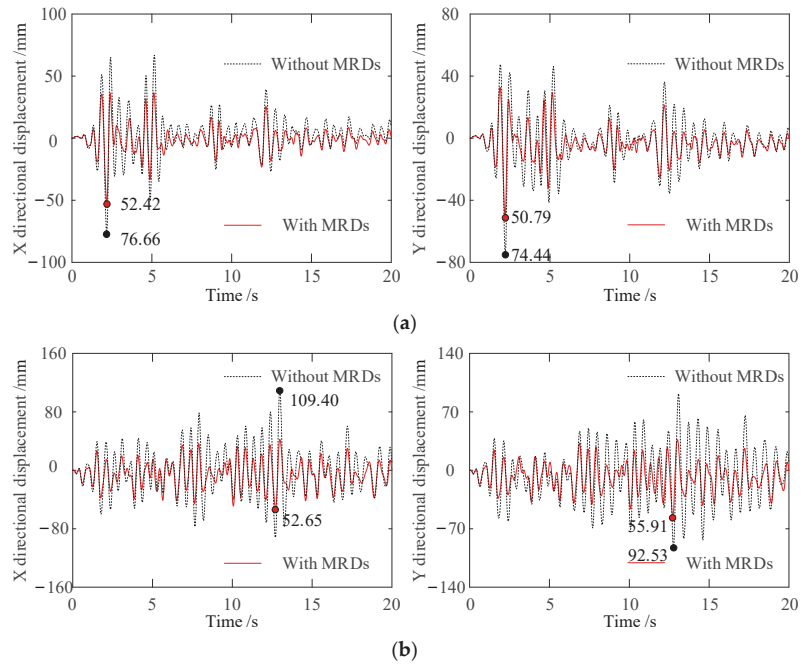 100
50
0
−50
−100
X directional displacement /mm
Without MRDs
52.42
76.66
With MRDs
0
5
10
15
20
Time /s
80
40
0
−40
−80
Y directional displacement /mm
Without MRDs
50.79
74.44
With MRDs
0
5
10
15
20
Time /s
(a)
160
80
0
−80
−160
X directional displacement /mm
Without MRDs
109.40
52.65
With MRDs
0
5
10
15
20
Time /s
140
70
0
−70
−140
Y directional displacement /mm
Without MRDs
55.91
92.53
With MRDs
0
5
10
15
20
Time /s
(b)